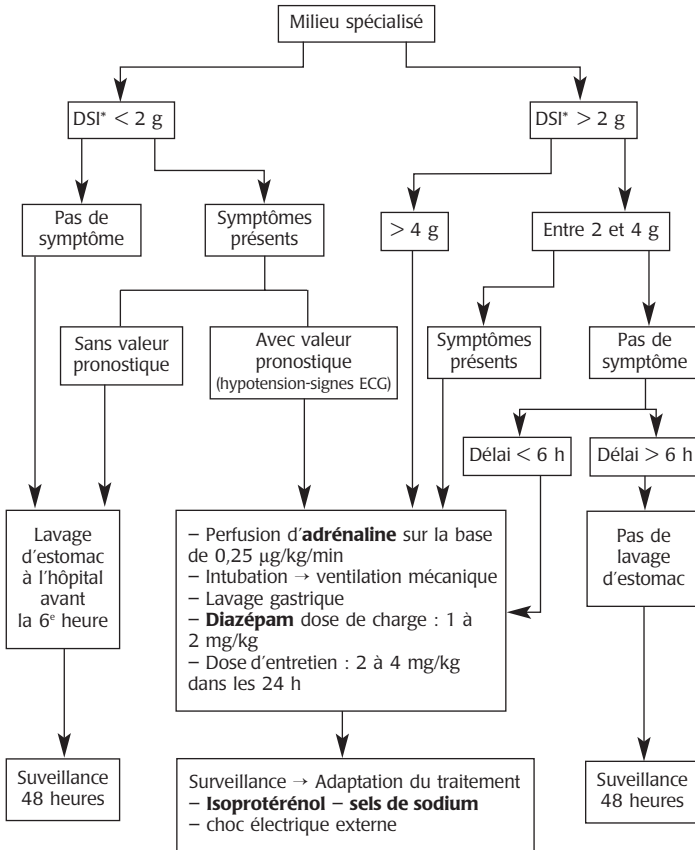 Milieu spécialisé
DSI* < 2 g
DSI* > 2 g
Pas de
symptôme
Symptômes
présents
> 4 g
Entre 2 et 4 g
Sans valeur
pronostique
Avec valeur
pronostique
(hypotension-signes ECG)
Symptômes
présents
Pas de
symptôme
Délai < 6 h
Délai > 6 h
Lavage
d'estomac
à l'hôpital
avant
la 6e heure
– Perfusion d'adrénaline sur la base
de 0,25 µg/kg/min
– Intubation → ventilation mécanique
– Lavage gastrique
– Diazépam dose de charge : 1 à
2 mg/kg
– Dose d'entretien : 2 à 4 mg/kg
dans les 24 h
Pas de
lavage
d'estomac
Suveillance
48 heures
Surveillance → Adaptation du traitement
– Isoprotérénol – sels de sodium
– choc électrique externe
Suveillance
48 heures